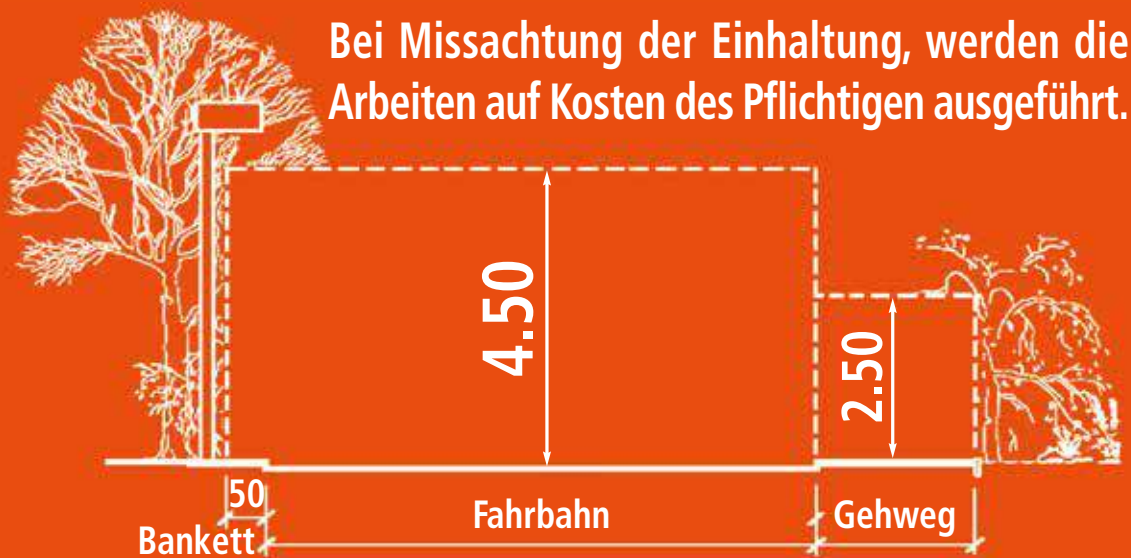 Bei Missachtung der Einhaltung, werden die
Arbeiten auf Kosten des Pflichtigen ausgeführt.
4.50
2.50
50
Bankett
Fahrbahn
Gehweg